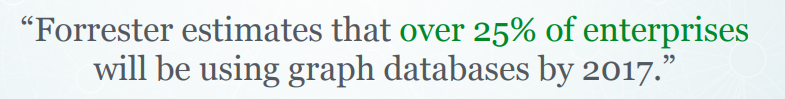 “Forrester estimates that over 25% of enterprises
will be using graph databases by 2017.”